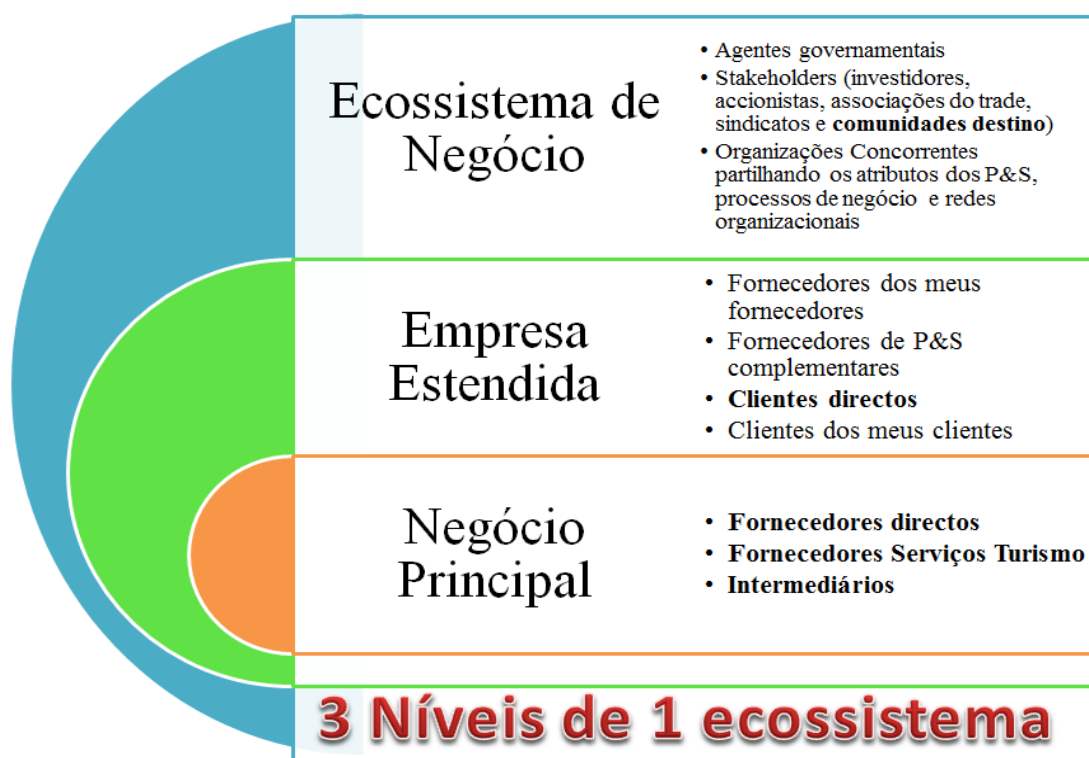 Ecossistema de
Negócio
• Agentes governamentais
• Stakeholders (investidores,
accionistas, associações do trade,
sindicatos e comunidades destino)
• Organizações Concorrentes
partilhando os atributos dos P&S,
processos de negócio e redes
organizacionais
Empresa
Estendida
• Fornecedores dos meus
fornecedores
• Fornecedores de P&S
complementares
• Clientes directos
• Clientes dos meus clientes
Negócio
Principal
• Fornecedores directos
• Fornecedores Serviços Turismo
• Intermediários
3 Níveis de 1 ecossistema